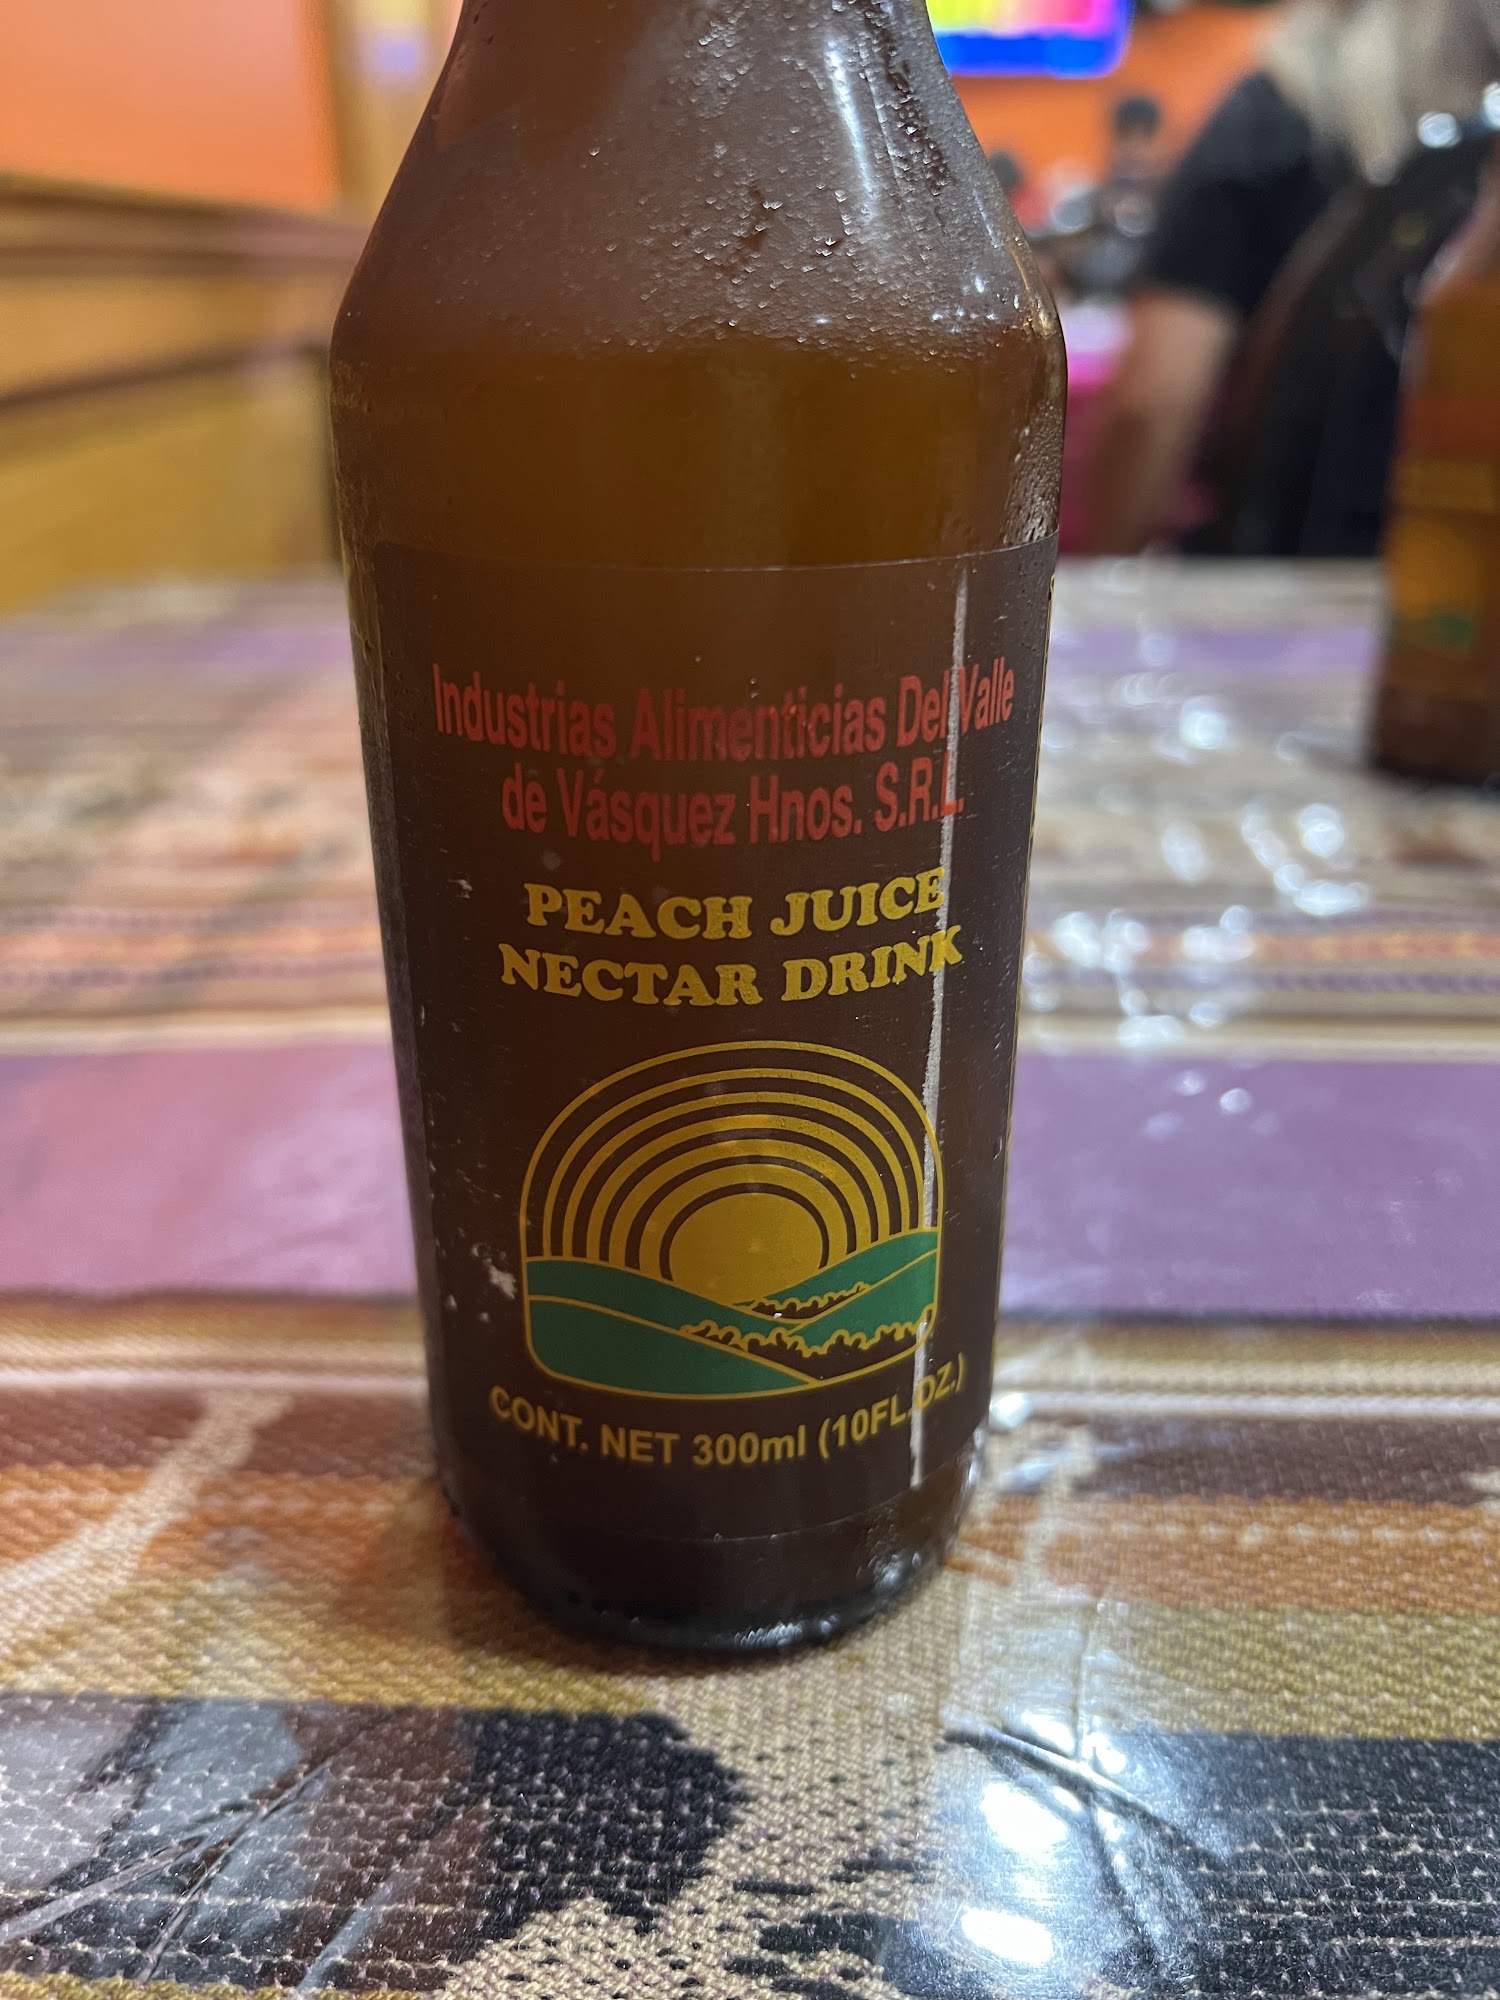 Industrias Alimenticias Del Valle
de Vásquez Hnos. S.R.L.
PEACH JUICE
NECTAR DRINK
CONT. NET 300ml (10FL.OZ.)